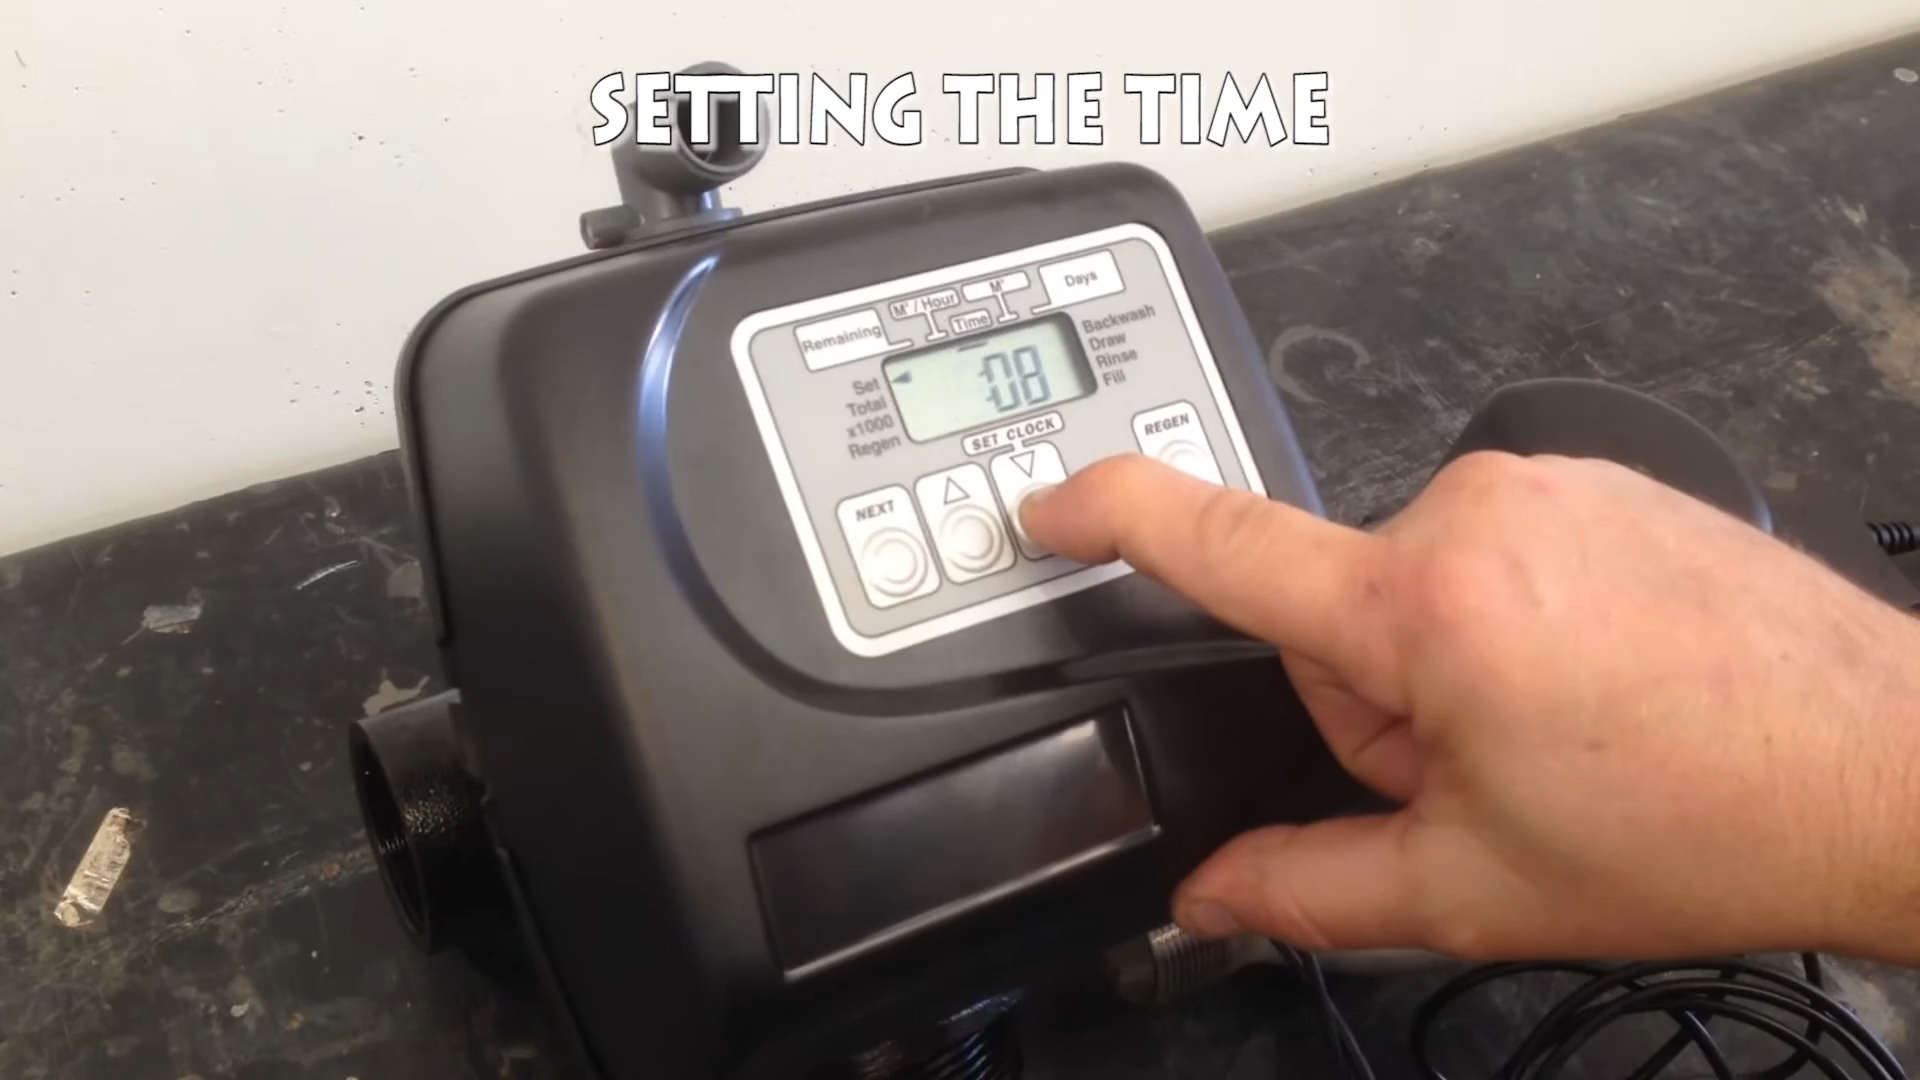 SETTING THE TIME
Remaining
M³ / Hour
Time
M³
Days
Set
Total
x1000
Regen
:08
Backwash
Draw
Rinse
Fill
SET CLOCK
NEXT
REGEN